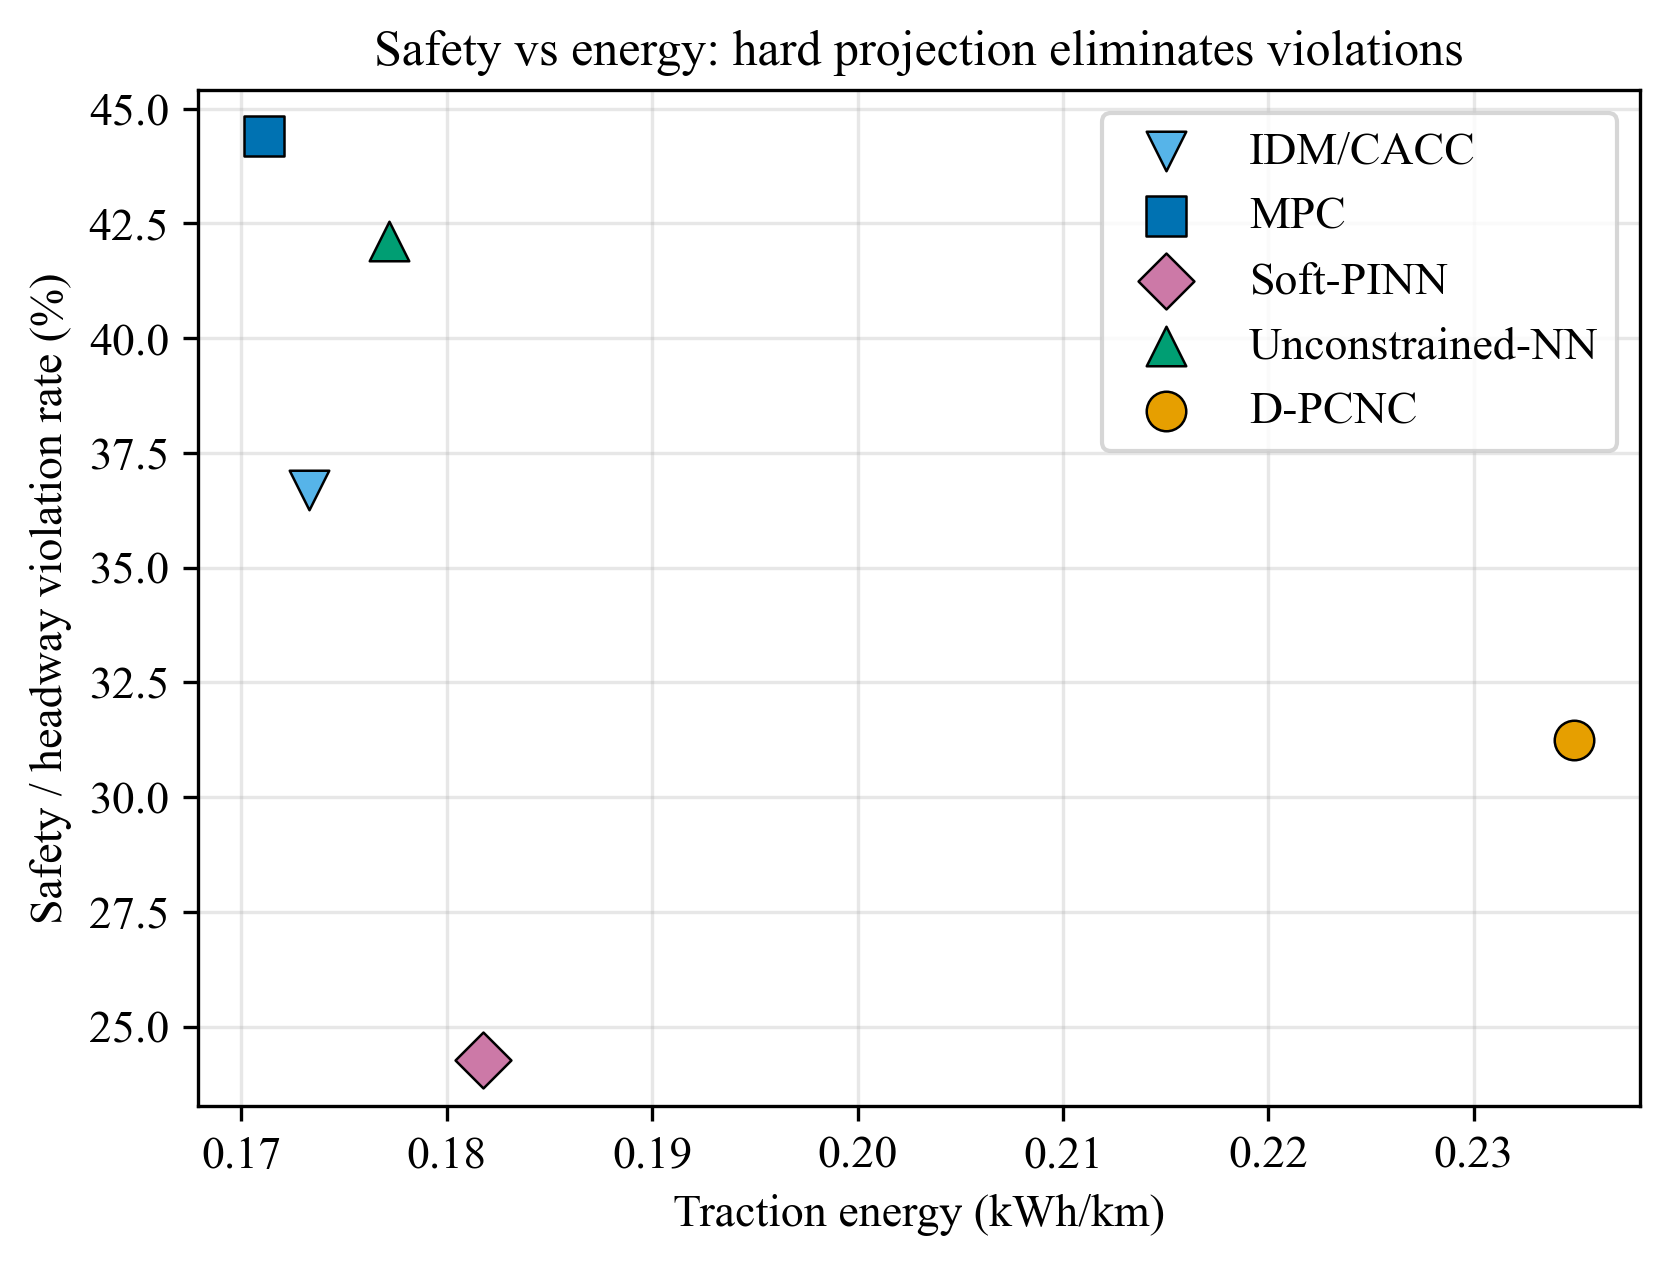 Safety vs energy: hard projection eliminates violations
Safety / headway violation rate (%)
45.0
42.5
40.0
37.5
35.0
32.5
30.0
27.5
25.0
IDM/CACC
MPC
Soft-PINN
Unconstrained-NN
D-PCNC
0.17 0.18 0.19 0.20 0.21 0.22 0.23
Traction energy (kWh/km)